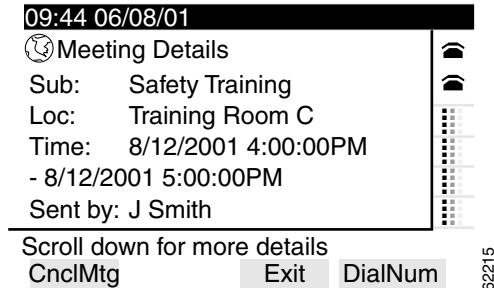 09:44 06/08/01
Meeting Details
Sub: Safety Training
Loc: Training Room C
Time: 8/12/2001 4:00:00PM
- 8/12/2001 5:00:00PM
Sent by: J Smith
Scroll down for more details
CnclMtg Exit DialNum
62215